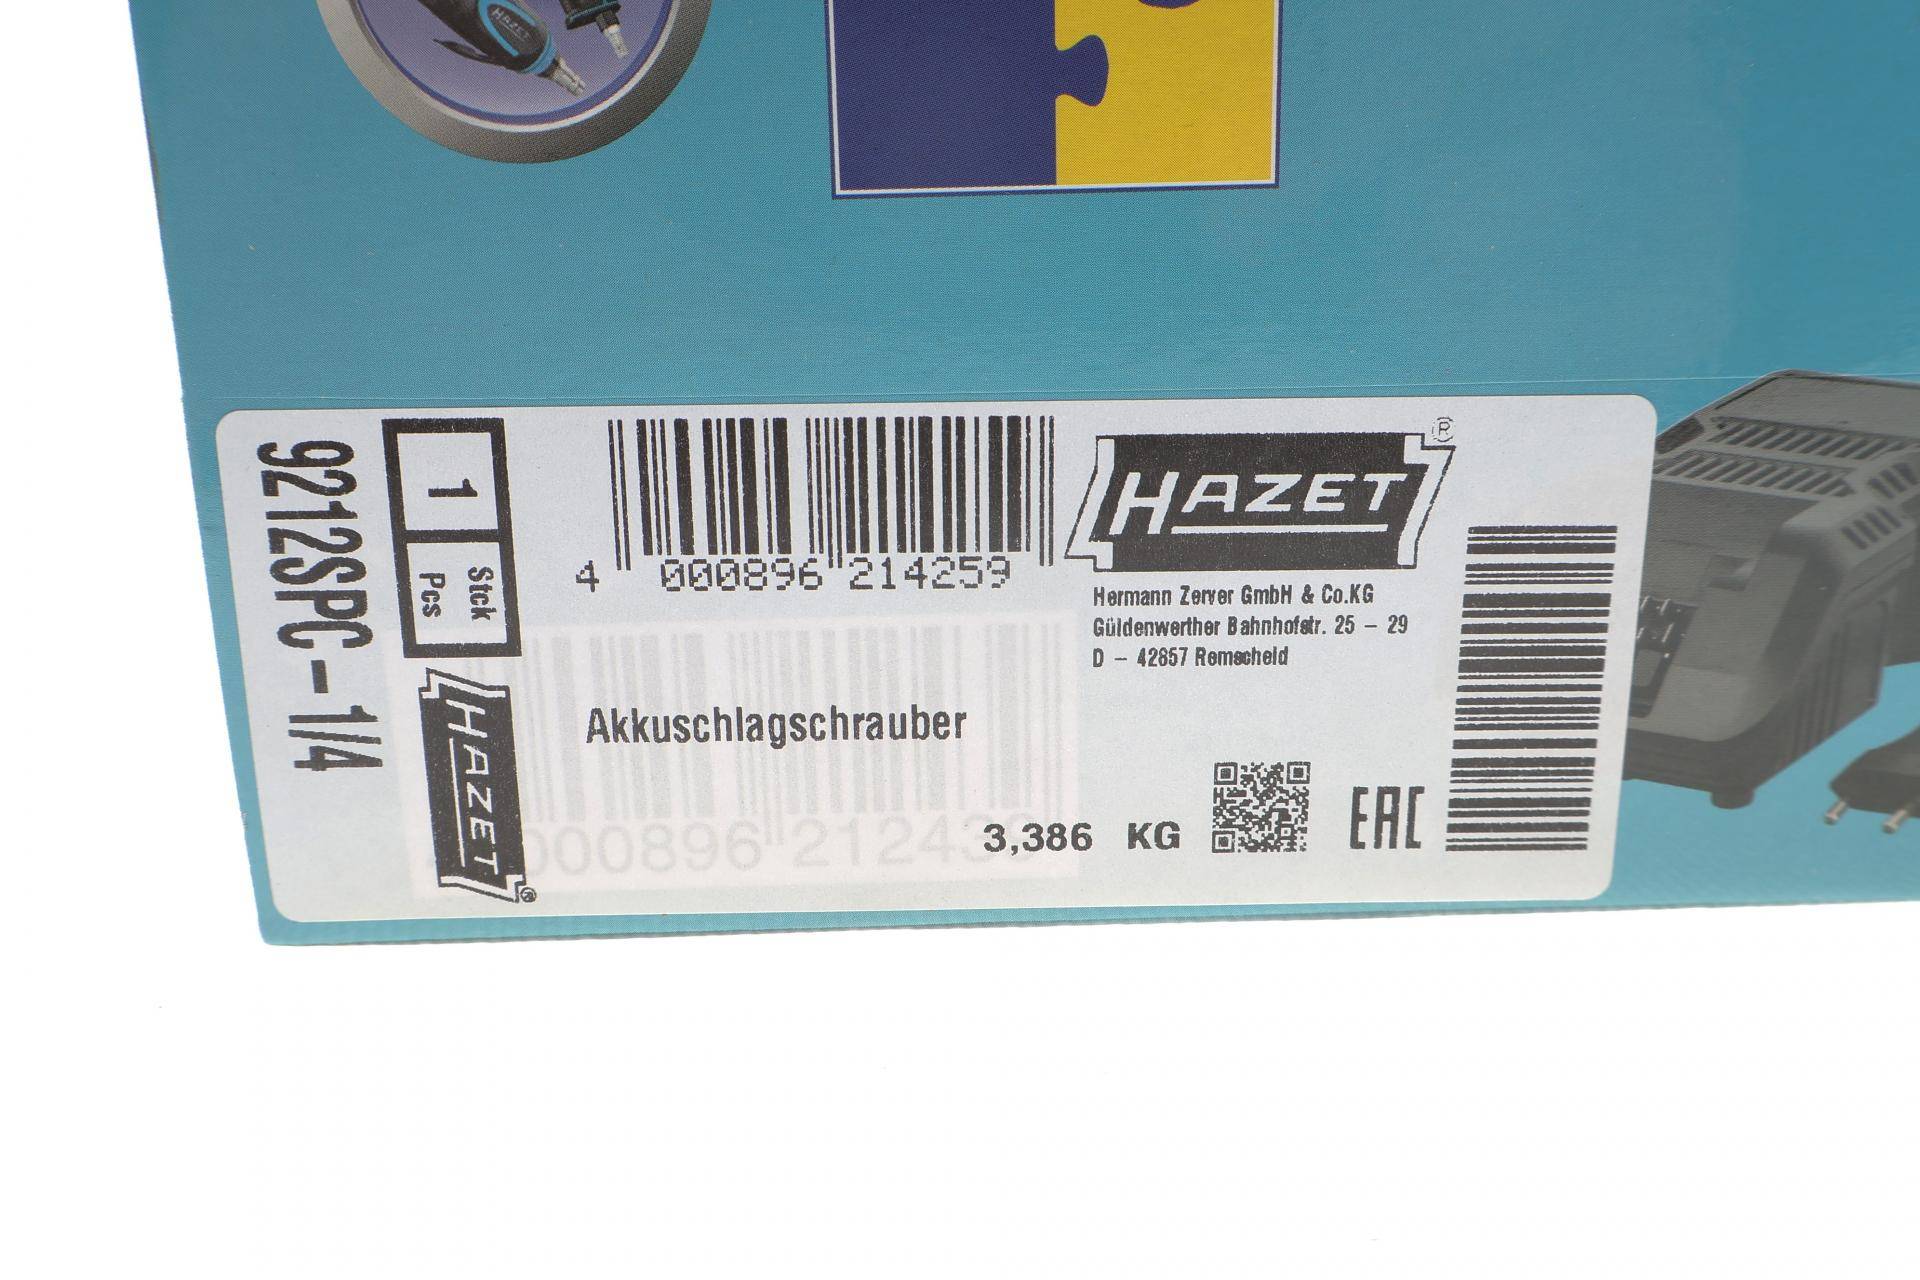 HAZET
9212SPC-1/4
1
Stck
Pcs
HAZET ®
4 000896 214259
HAZET ®
Hermann Zerver GmbH & Co.KG
Güldenwerther Bahnhofstr. 25 - 29
D - 42857 Remscheid
Akkuschlagschrauber
3,386 KG
EAC